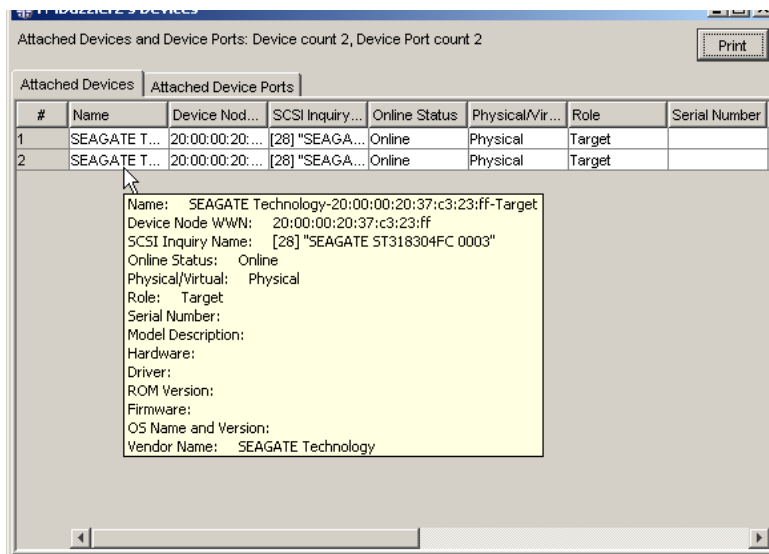 Attached Devices and Device Ports: Device count 2, Device Port count 2
Print
Attached Devices Attached Device Ports
# Name Device Nod... SCSI Inquiry... Online Status Physical/Vir... Role Serial Number
1 SEAGATE T... 20:00:00:20:... [28] "SEAGA... Online Physical Target
2 SEAGATE T... 20:00:00:20:... [28] "SEAGA... Online Physical Target
Name: SEAGATE Technology-20:00:00:20:37:c3:23:ff-Target
Device Node WWN: 20:00:00:20:37:c3:23:ff
SCSI Inquiry Name: [28] "SEAGATE ST318304FC 0003"
Online Status: Online
Physical/Virtual: Physical
Role: Target
Serial Number:
Model Description:
Hardware:
Driver:
ROM Version:
Firmware:
OS Name and Version:
Vendor Name: SEAGATE Technology